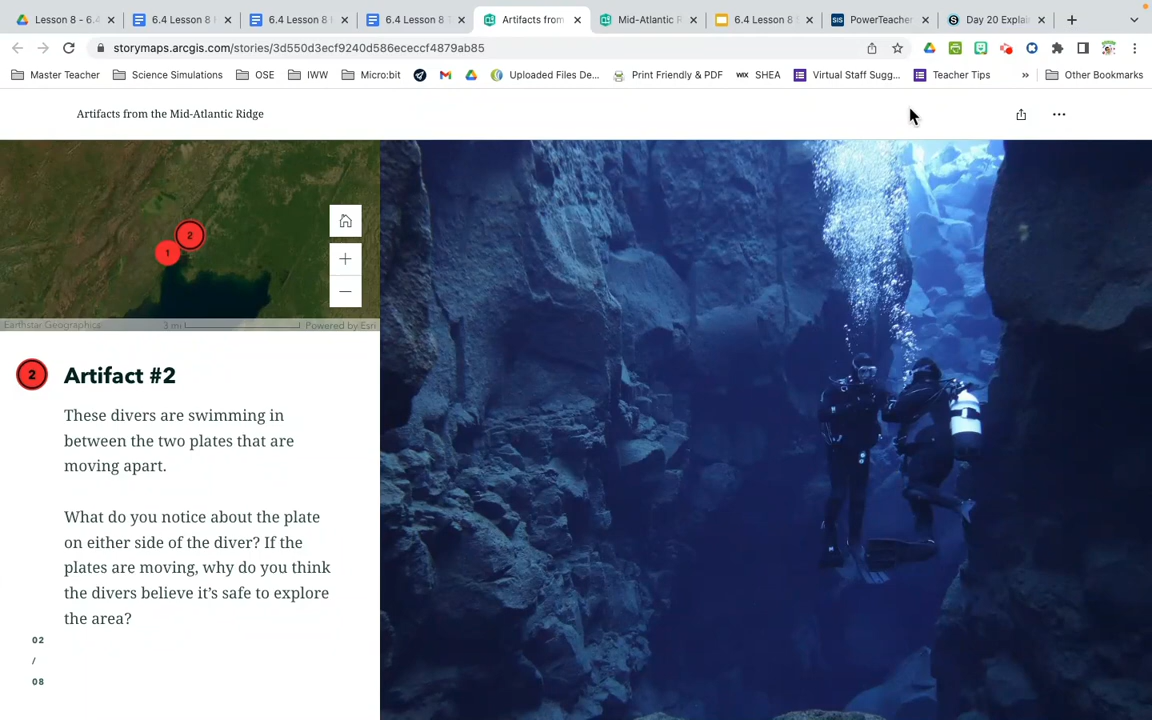 Lesson 8 - 6.4
6.4 Lesson 8
6.4 Lesson 8
6.4 Lesson 8
Artifacts from
Mid-Atlantic R
6.4 Lesson 8
SIS PowerTeacher
S Day 20 Explai
storymaps.arcgis.com/stories/3d550d3ecf9240d586ececcf4879ab85
Master Teacher Science Simulations OSE IWW Micro:bit Uploaded Files De... Print Friendly & PDF WiX SHEA Virtual Staff Sugg... Teacher Tips » Other Bookmarks
Artifacts from the Mid-Atlantic Ridge
2
1
Earthstar Geographics 3 mi Powered by Esri
2 Artifact #2
These divers are swimming in
between the two plates that are
moving apart.
What do you notice about the plate
on either side of the diver? If the
plates are moving, why do you think
the divers believe it's safe to explore
the area?
02
/
08